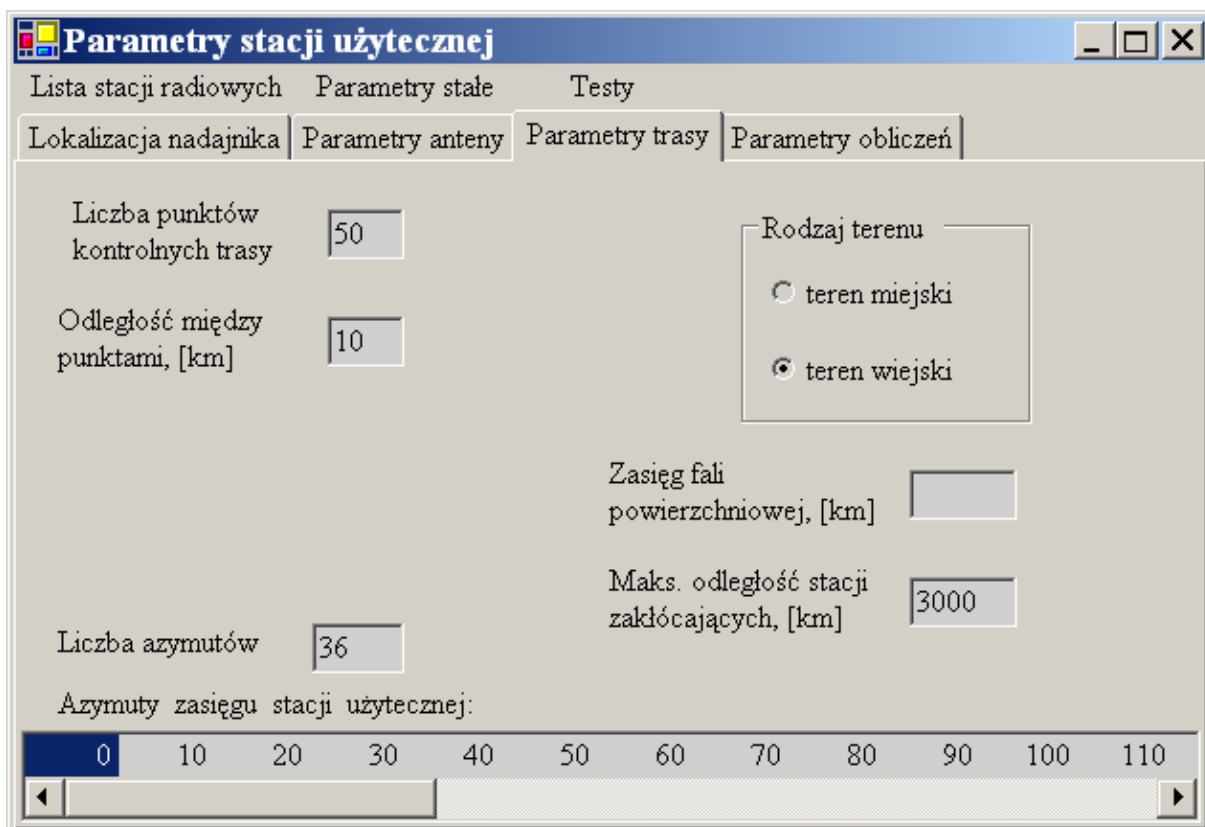 Parametry stacji użytecznej
Lista stacji radiowych Parametry stałe Testy
Lokalizacja nadajnika Parametry anteny Parametry trasy Parametry obliczeń
Liczba punktów
kontrolnych trasy
50
Odległość między
punktami, [km]
10
Rodzaj terenu
teren miejski
teren wiejski
Zasięg fali
powierzchniowej, [km]
Maks. odległość stacji
zakłócających, [km]
3000
Liczba azymutów
36
Azymuty zasięgu stacji użytecznej:
0 10 20 30 40 50 60 70 80 90 100 110